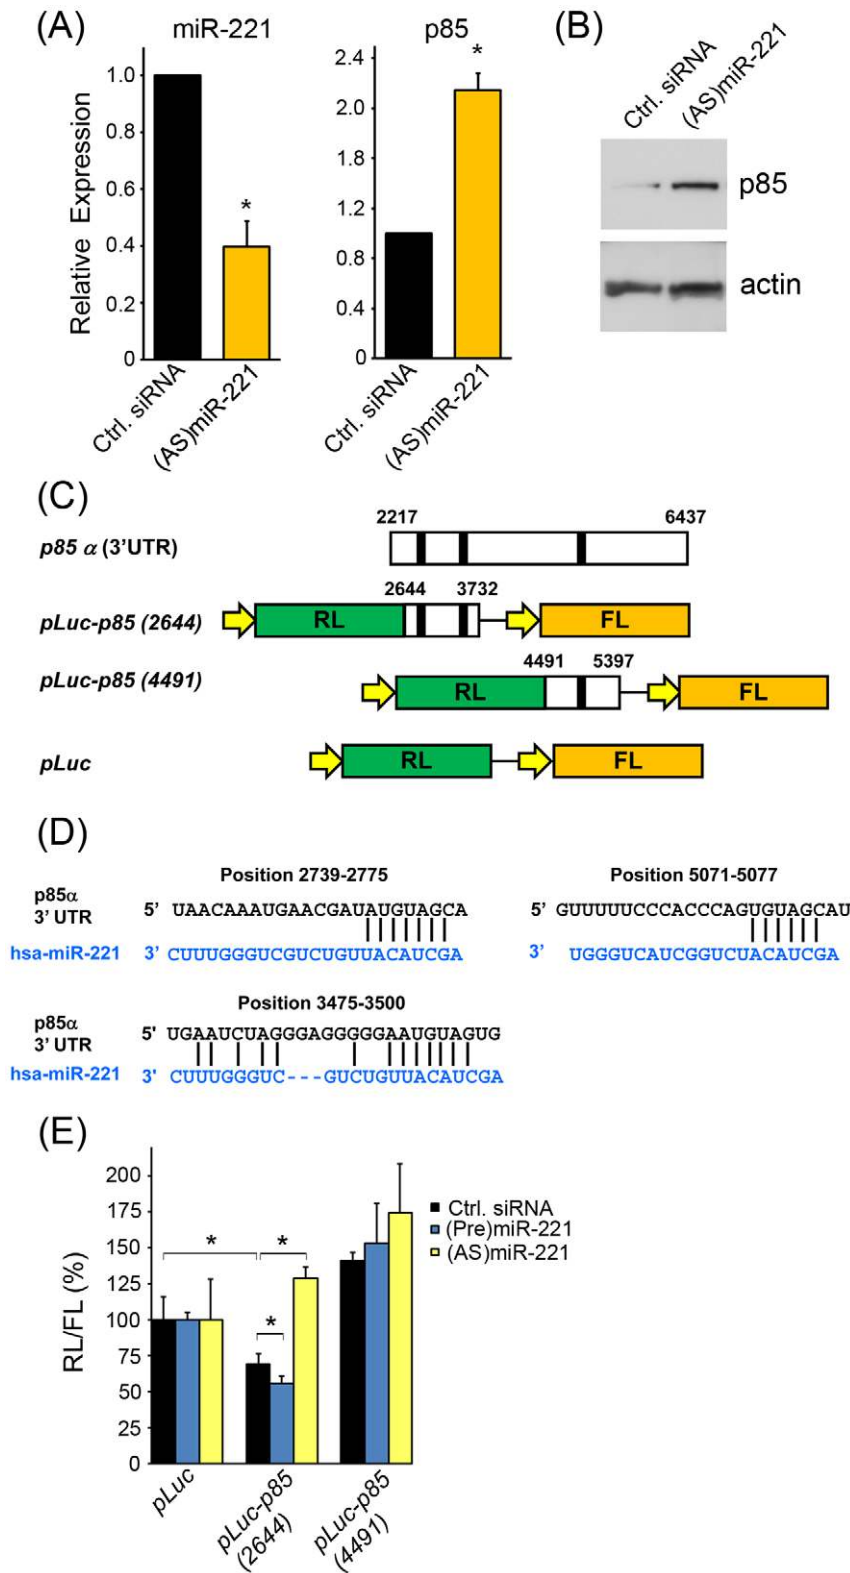 (A) miR-221 p85 (B)
Relative Expression
1.0
0.8
0.6
0.4
0.2
0
*
Ctrl. siRNA
(AS)miR-221
2.4
2.0
1.8
1.2
0.8
0.4
0
*
Ctrl. siRNA
(AS)miR-221
Ctrl. siRNA
(AS)miR-221
p85
actin
(C)
2217 6437
p85 α (3'UTR)
2644 3732
pLuc-p85 (2644) RL FL
4491 5397
pLuc-p85 (4491) RL FL
pLuc RL FL
(D)
Position 2739-2775
p85α
3' UTR
5' UAACAAAUGAACGAUAUGUAGCA
hsa-miR-221 3' CUUUGGGUCGUCUGUUACAUCGA
Position 5071-5077
5' GUUUUUCCCACCCAGUGUAGCAU
3' UGGGUCAUCGGUCUACAUCGA
Position 3475-3500
p85α
3' UTR
5' UGAAUCUAGGGAGGGGGAAUGUAGUG
hsa-miR-221 3' CUUUGGGUC---GUCUGUUACAUCGA
(E)
RL/FL (%)
200
175
150
125
100
75
50
25
0
* *
*
Ctrl. siRNA
(Pre)miR-221
(AS)miR-221
pLuc
pLuc-p85
(2644)
pLuc-p85
(4491)